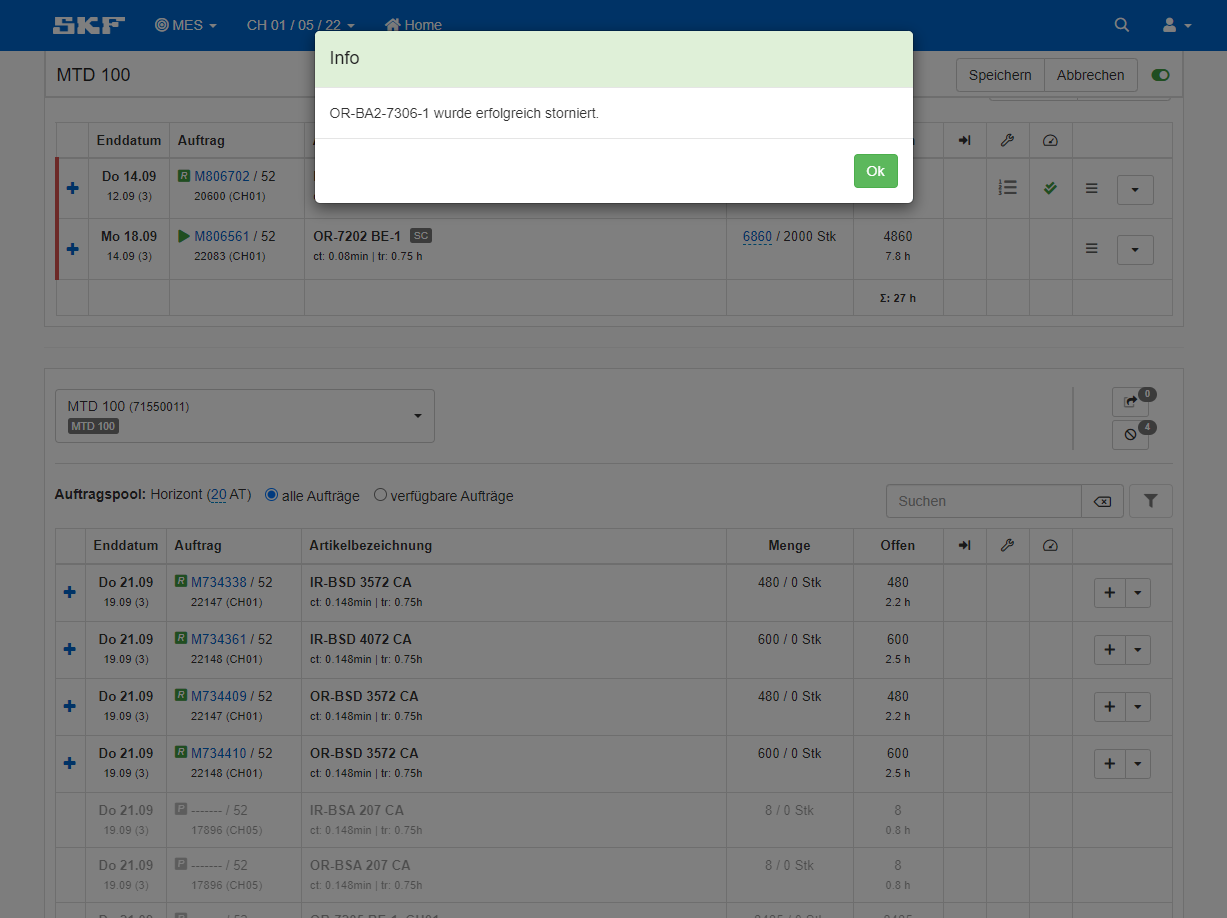 SKF MES CH 01 / 05 / 22 Home
MTD 100 Speichern Abbrechen
Info
OR-BA2-7306-1 wurde erfolgreich storniert.
Ok
Enddatum Auftrag
Do 14.09 R M806702 / 52
12.09 (3) 20600 (CH01)
Mo 18.09 M806561 / 52 OR-7202 BE-1 SC 6860 / 2000 Stk 4860
14.09 (3) 22083 (CH01) ct: 0.08min | tr: 0.75 h 7.8 h
Σ: 27 h
MTD 100 (71550011)
MTD 100
0
4
Auftragspool: Horizont (20 AT) alle Aufträge verfügbare Aufträge Suchen
Enddatum Auftrag Artikelbezeichnung Menge Offen
Do 21.09 R M734338 / 52 IR-BSD 3572 CA 480 / 0 Stk 480
19.09 (3) 22147 (CH01) ct: 0.148min | tr: 0.75h 2.2 h
Do 21.09 R M734361 / 52 IR-BSD 4072 CA 600 / 0 Stk 600
19.09 (3) 22148 (CH01) ct: 0.148min | tr: 0.75h 2.5 h
Do 21.09 R M734409 / 52 OR-BSD 3572 CA 480 / 0 Stk 480
19.09 (3) 22147 (CH01) ct: 0.148min | tr: 0.75h 2.2 h
Do 21.09 R M734410 / 52 OR-BSD 3572 CA 600 / 0 Stk 600
19.09 (3) 22148 (CH01) ct: 0.148min | tr: 0.75h 2.5 h
Do 21.09 P ------- / 52 IR-BSA 207 CA 8 / 0 Stk 8
19.09 (3) 17896 (CH05) ct: 0.148min | tr: 0.75h 0.8 h
Do 21.09 P ------- / 52 OR-BSA 207 CA 8 / 0 Stk 8
19.09 (3) 17896 (CH05) ct: 0.148min | tr: 0.75h 0.8 h